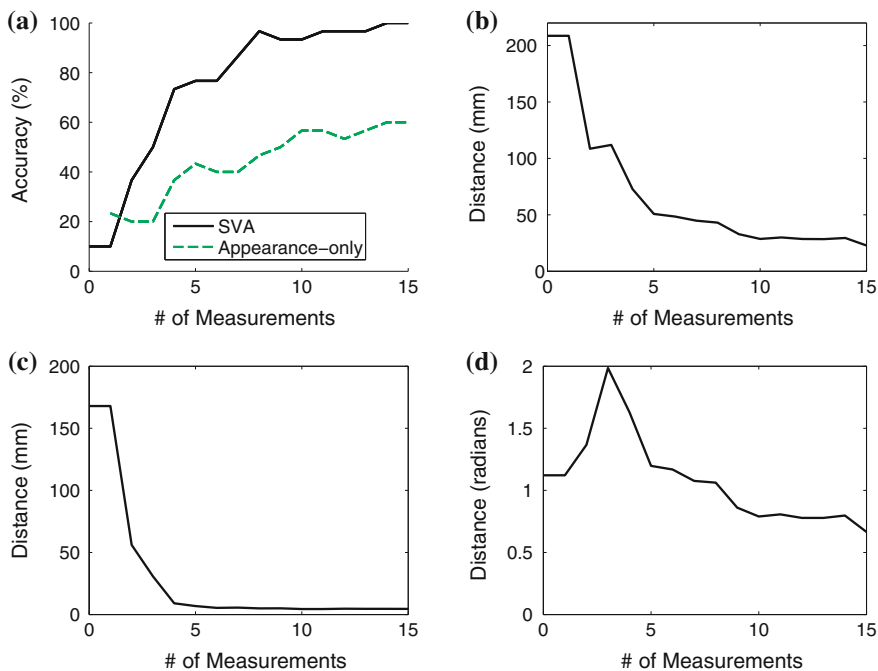 (a)
100
80
60
40
20
0
Accuracy (%)
SVA
Appearance-only
0 5 10 15
# of Measurements
(b)
200
150
100
50
0
Distance (mm)
0 5 10 15
# of Measurements
(c)
200
150
100
50
0
Distance (mm)
0 5 10 15
# of Measurements
(d)
2
1.5
1
0.5
0
Distance (radians)
0 5 10 15
# of Measurements